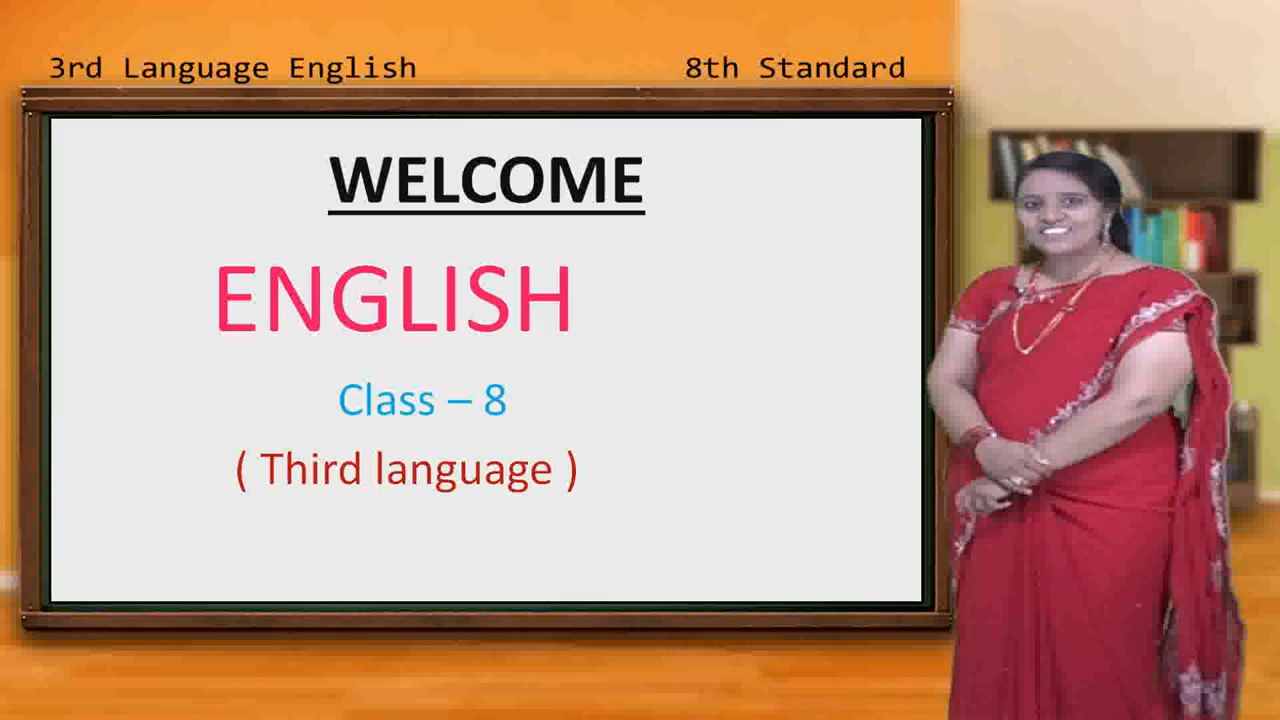 3rd Language English 8th Standard
WELCOME
ENGLISH
Class – 8
( Third language )